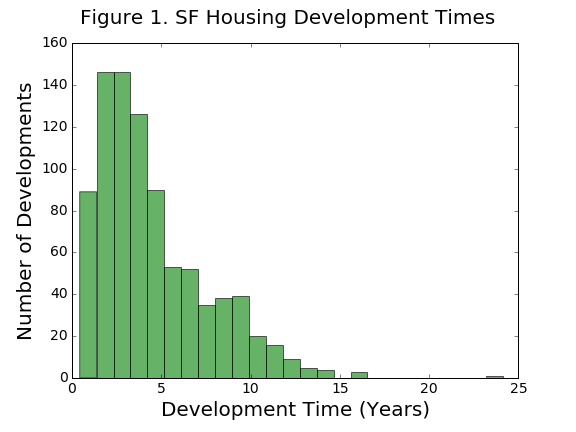 Figure 1. SF Housing Development Times
160
140
120
100
80
60
40
20
0
0 5 10 15 20 25
Number of Developments
Development Time (Years)